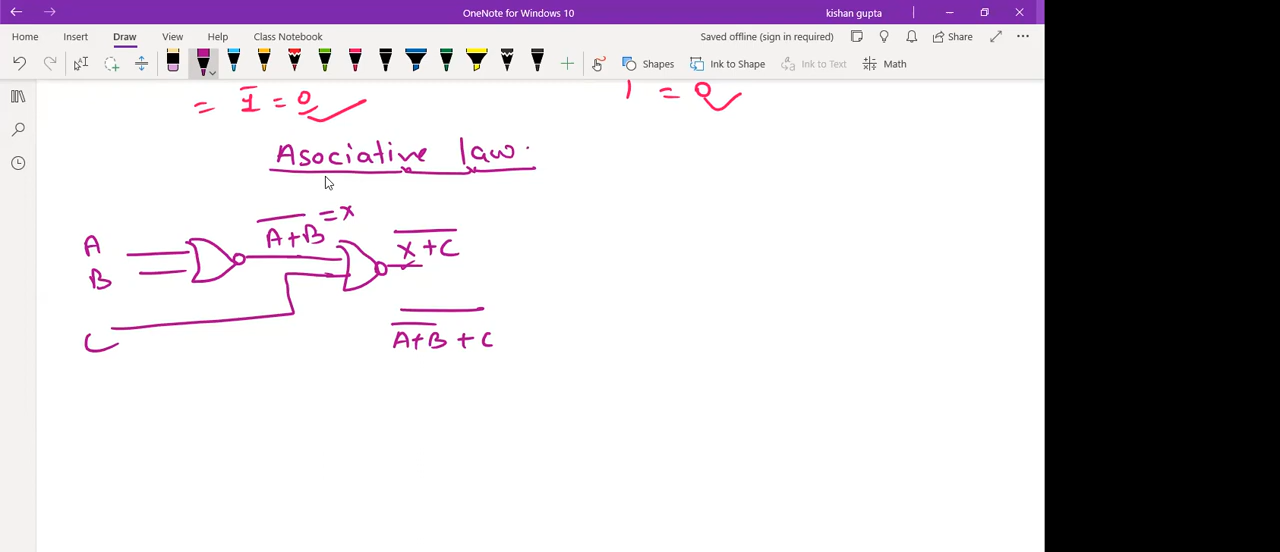 OneNote for Windows 10
kishan gupta
Home Insert Draw View Help Class Notebook
Saved offline (sign in required)
Share
Shapes Ink to Shape Ink to Text Math
= 1̅ = 0
1 = 0
Asociative law.
A̅+̅B̅ = x
A
B
x̅+̅C̅
C
A̅+̅B̅ + C